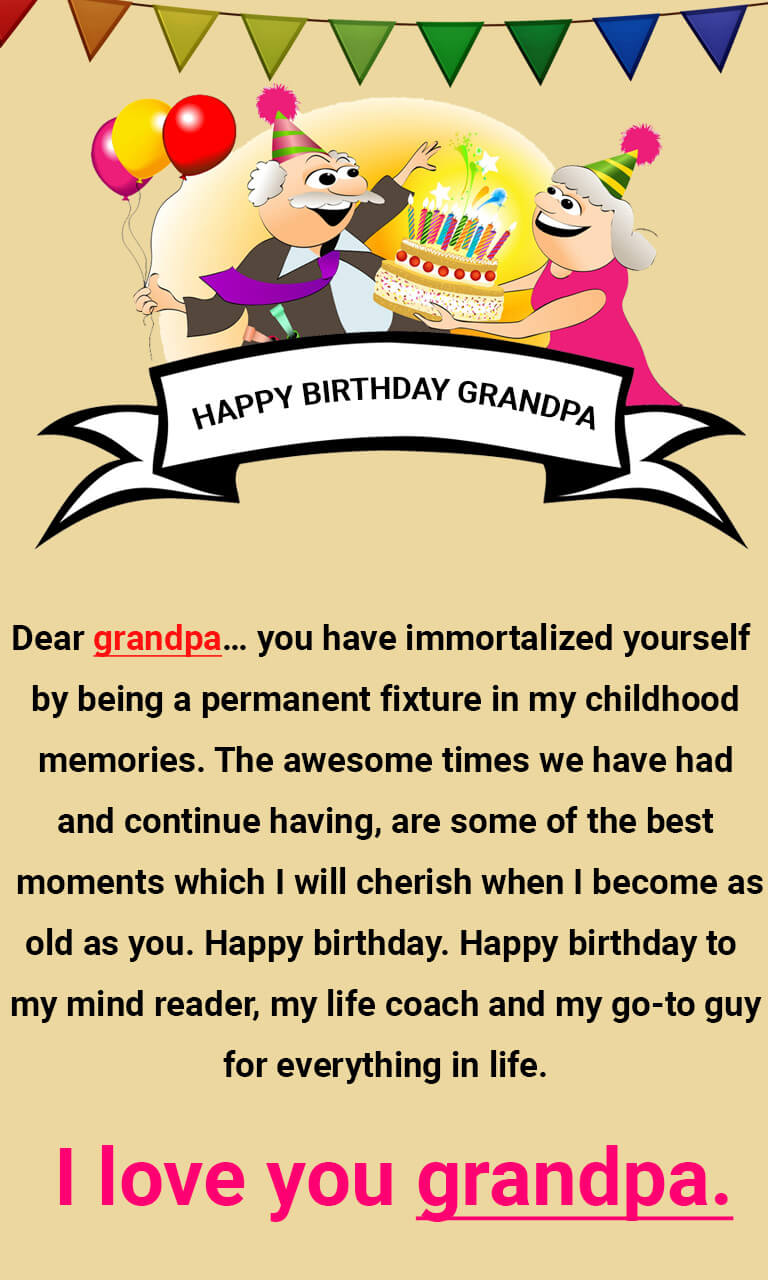 HAPPY BIRTHDAY GRANDPA
Dear grandpa... you have immortalized yourself
by being a permanent fixture in my childhood
memories. The awesome times we have had
and continue having, are some of the best
moments which I will cherish when I become as
old as you. Happy birthday. Happy birthday to
my mind reader, my life coach and my go-to guy
for everything in life.
I love you grandpa.